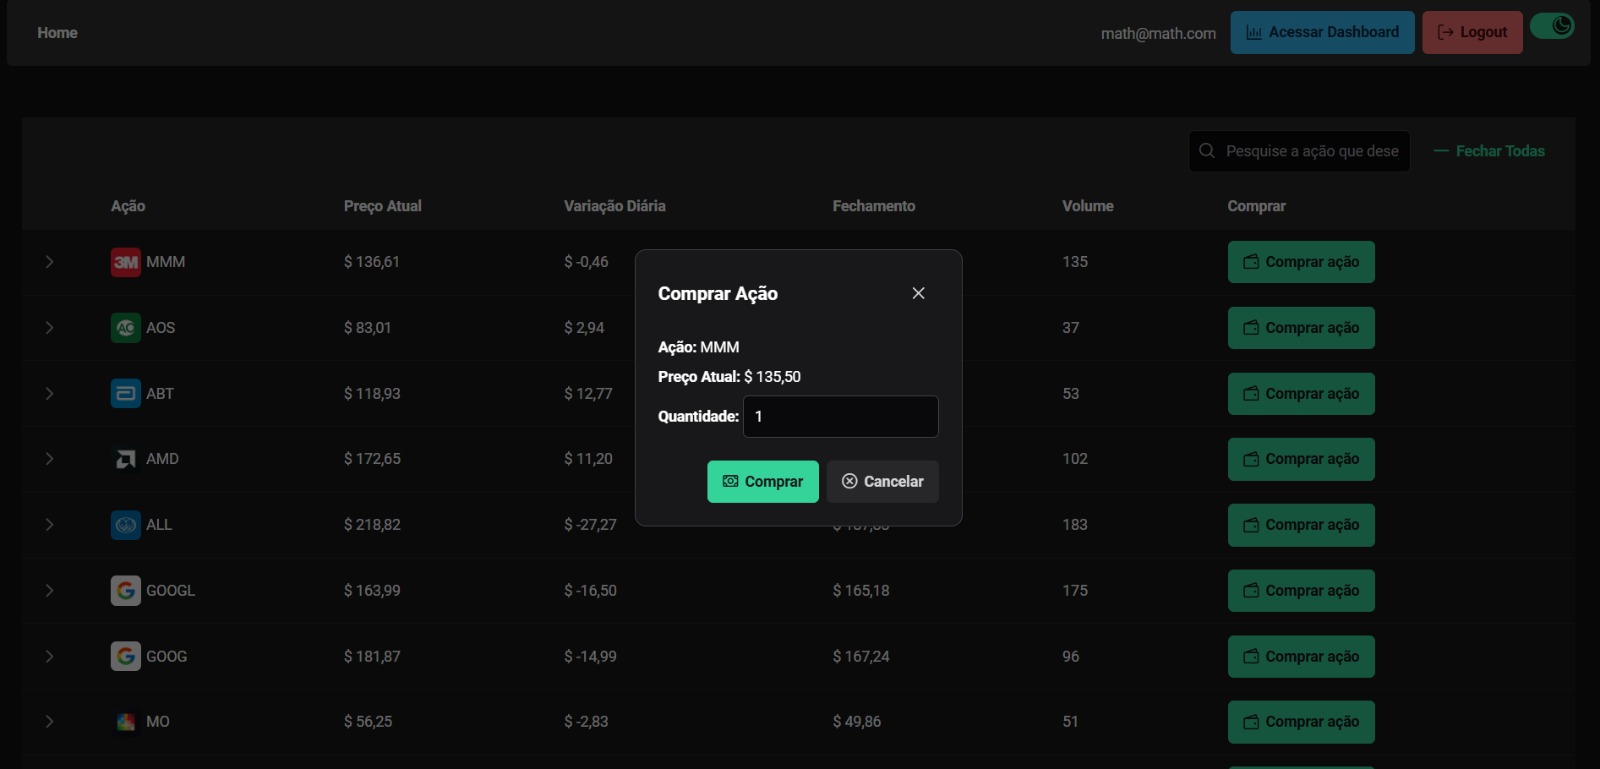 Home
math@math.com
Acessar Dashboard
Logout
Pesquise a ação que dese
Fechar Todas
Ação Preço Atual Variação Diária Fechamento Volume Comprar
3M MMM $ 136,61 $ -0,46 135 Comprar ação
AOS $ 83,01 $ 2,94 37 Comprar ação
ABT $ 118,93 $ 12,77 53 Comprar ação
AMD $ 172,65 $ 11,20 102 Comprar ação
ALL $ 218,82 $ -27,27 183 Comprar ação
GOOGL $ 163,99 $ -16,50 $ 165,18 175 Comprar ação
GOOG $ 181,87 $ -14,99 $ 167,24 96 Comprar ação
MO $ 56,25 $ -2,83 $ 49,86 51 Comprar ação
Comprar Ação
Ação: MMM
Preço Atual: $ 135,50
Quantidade: 1
Comprar
Cancelar